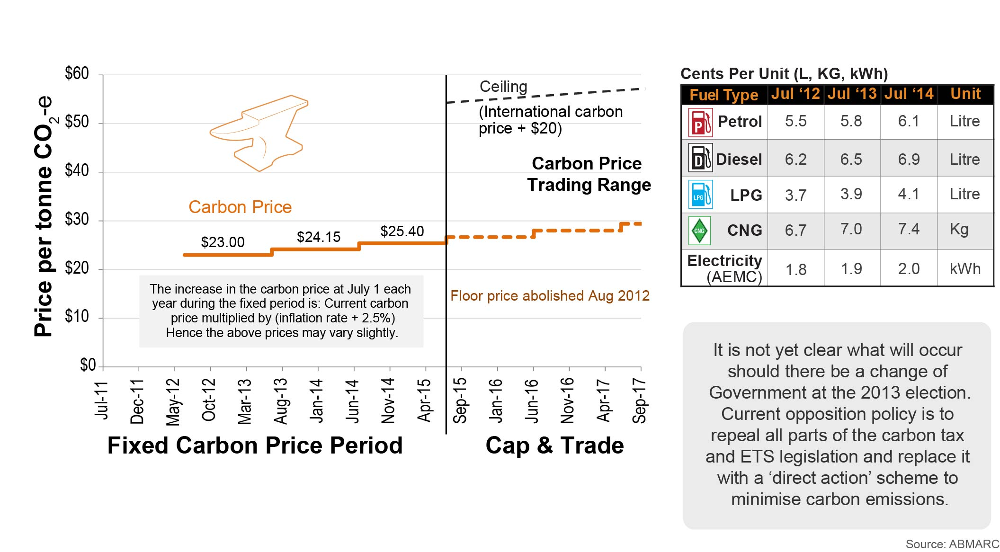 $60
$50
$40
$30
$20
$10
$0
Price per tonne CO2-e
Ceiling
(International carbon
price + $20)
Carbon Price
Trading Range
Carbon Price
$23.00
$24.15
$25.40
The increase in the carbon price at July 1 each
year during the fixed period is: Current carbon
price multiplied by (inflation rate + 2.5%)
Hence the above prices may vary slightly.
Floor price abolished Aug 2012
Jul-11 Dec-11 May-12 Oct-12 Mar-13 Aug-13 Jan-14 Jun-14 Nov-14 Apr-15 Sep-15 Jan-16 Jun-16 Nov-16 Apr-17 Sep-17
Fixed Carbon Price Period
Cap & Trade
Cents Per Unit (L, KG, kWh)
Fuel Type Jul ‘12 Jul ‘13 Jul ‘14 Unit
P Petrol 5.5 5.8 6.1 Litre
D Diesel 6.2 6.5 6.9 Litre
LPG LPG 3.7 3.9 4.1 Litre
CNG CNG 6.7 7.0 7.4 Kg
Electricity
(AEMC) 1.8 1.9 2.0 kWh
It is not yet clear what will occur
should there be a change of
Government at the 2013 election.
Current opposition policy is to
repeal all parts of the carbon tax
and ETS legislation and replace it
with a ‘direct action’ scheme to
minimise carbon emissions.
Source: ABMARC